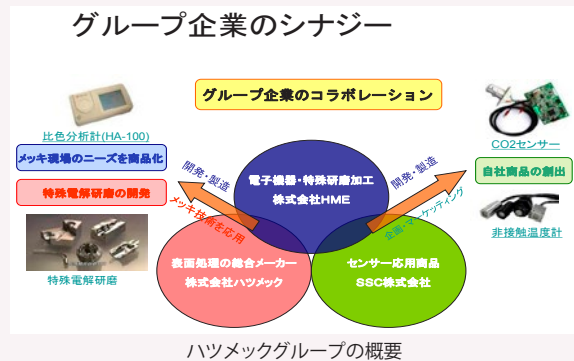 グループ企業のシナジー
グループ企業のコラボレーション
比色分析計(HA-100)
メッキ現場のニーズを商品化
特殊電解研磨の開発
特殊電解研磨
開発・製造
メッキ技術を応用
電子機器・特殊研磨加工
株式会社HME
表面処理の総合メーカー
株式会社ハツメック
センサー応用商品
SSC株式会社
開発・製造
企画・マーケッティング
CO2センサー
自社商品の創出
非接触温度計
ハツメックグループの概要